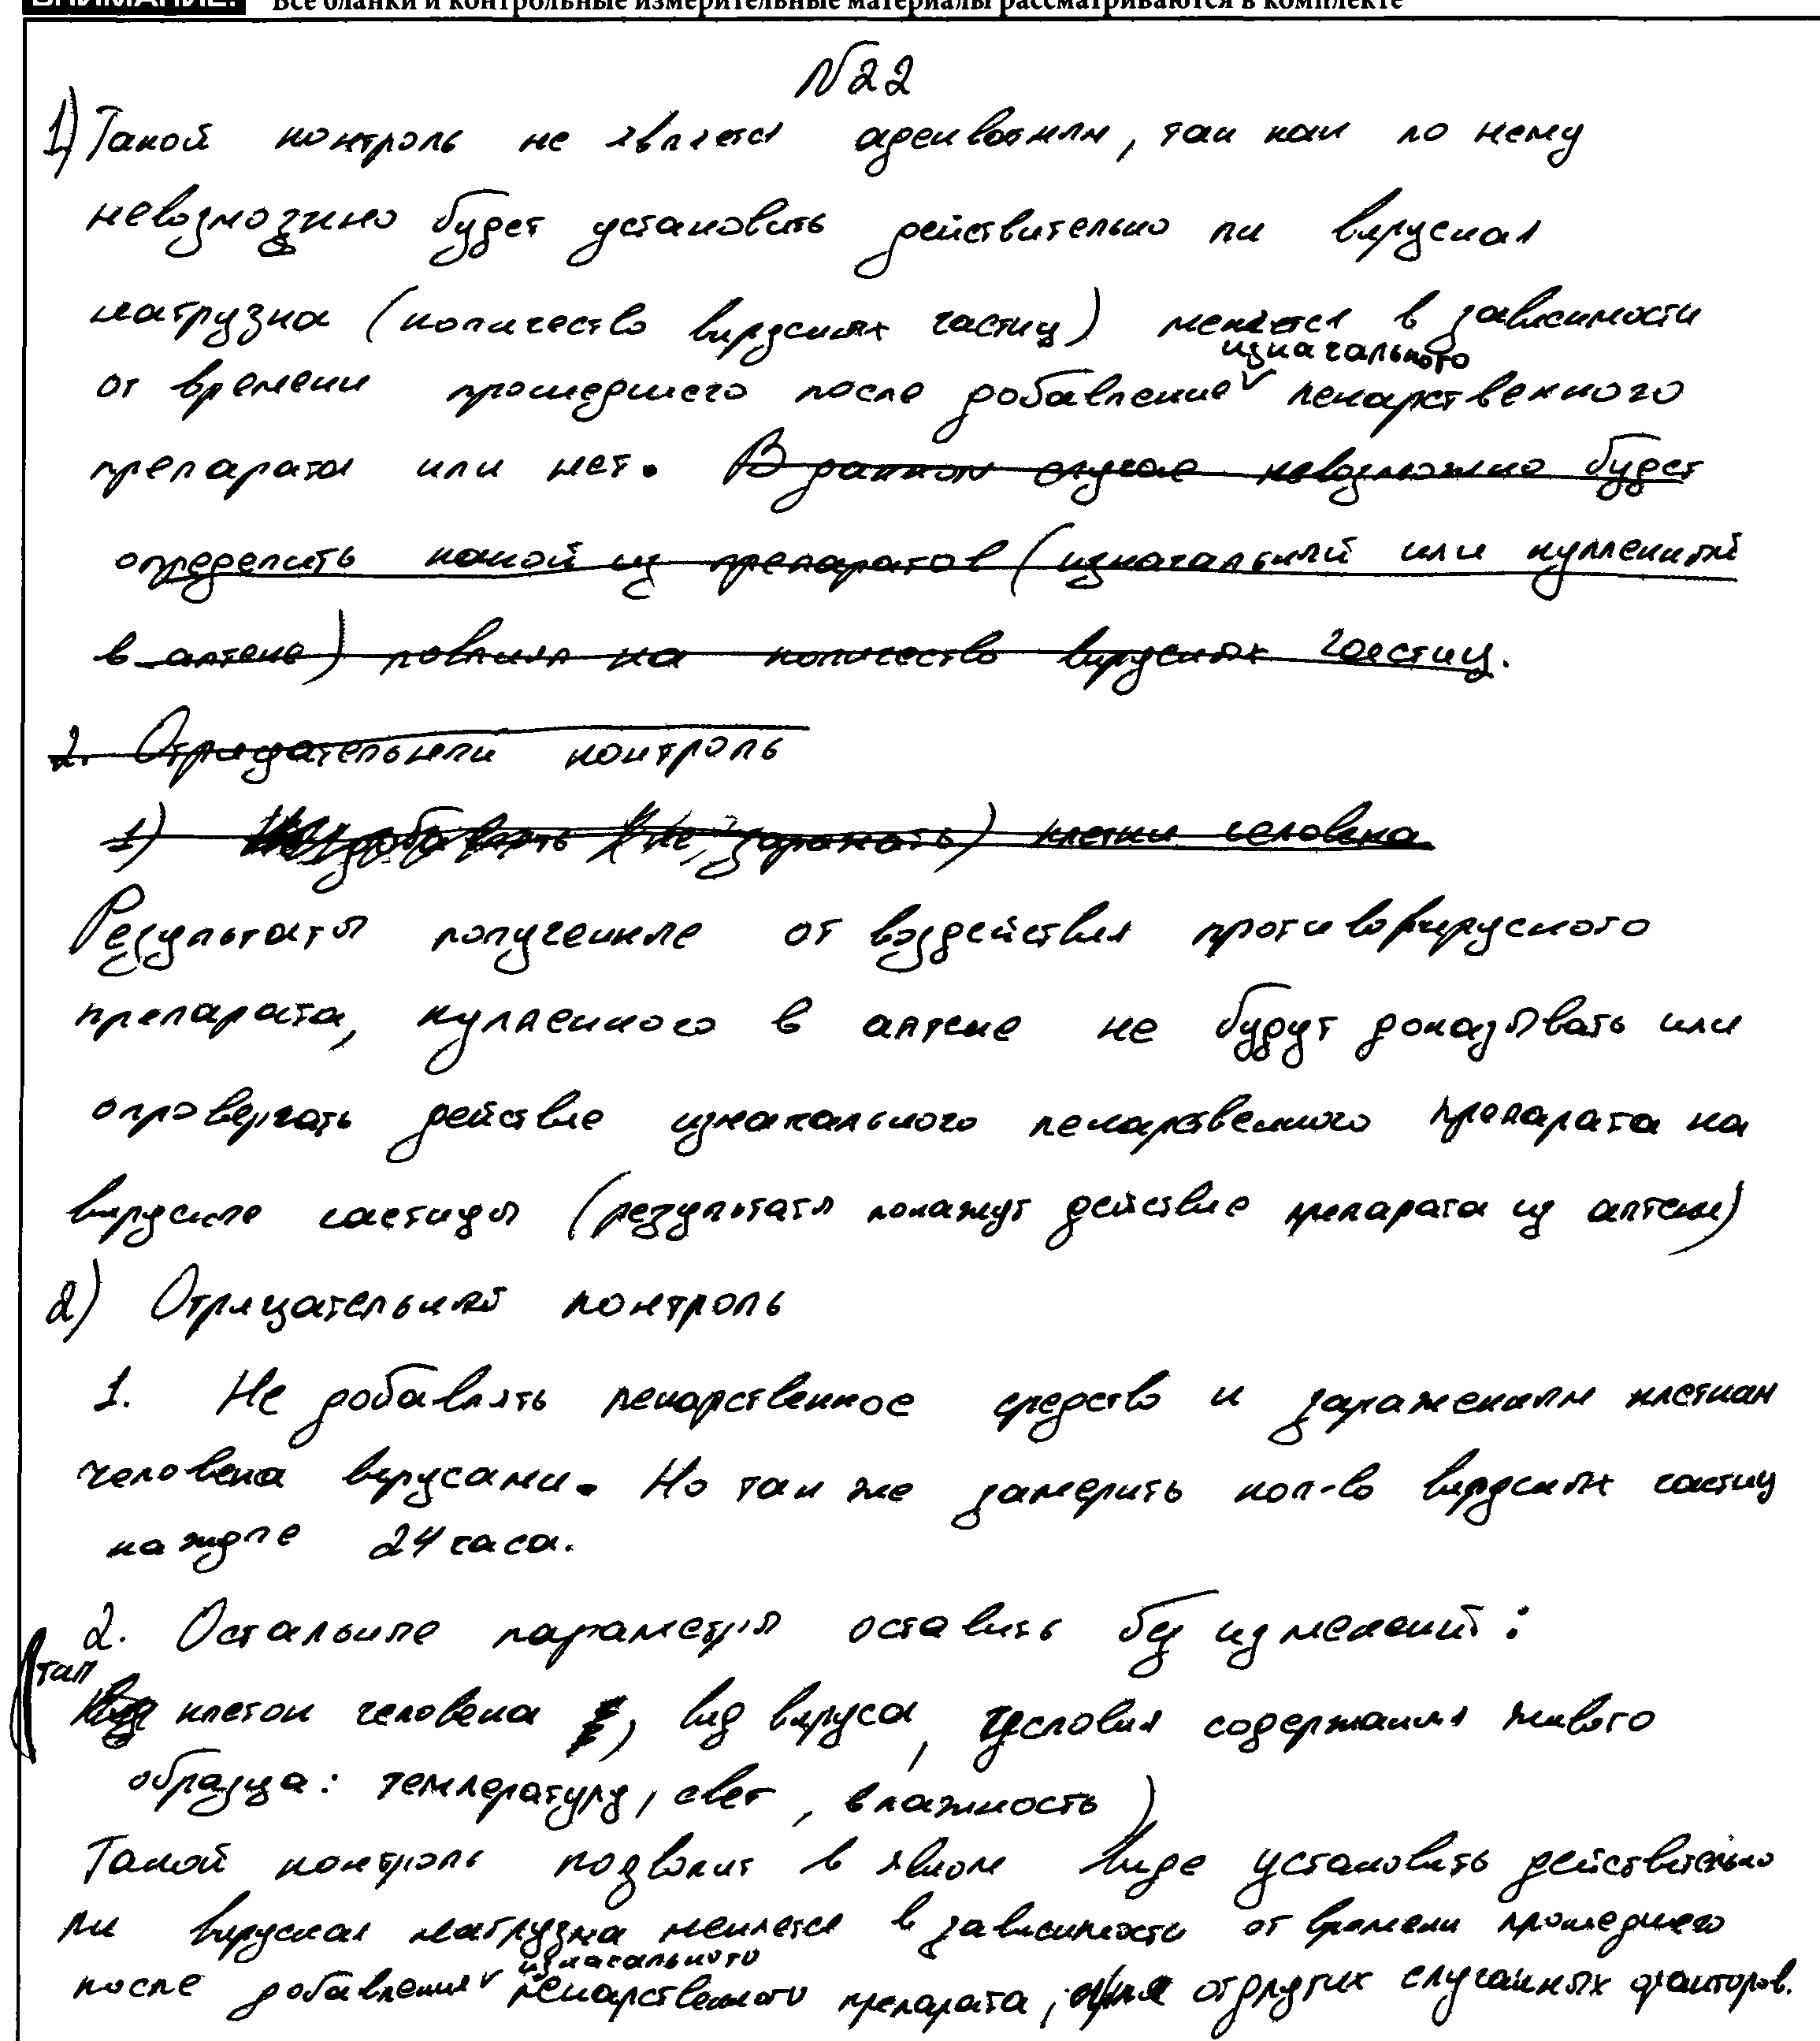 ВНИМАНИЕ! Все бланки и контрольные измерительные материалы рассматриваются в комплекте
№22
1) Такой контроль не является адекватным, так как по нему
невозможно будет установить действительно ли вирусная
нагрузка (количество вирусных частиц) меняется в зависимости
изначального
от времени прошедшего после добавление ᵛ лекарственного
препарата или нет. В данном случае невозможно будет
определить какой из препаратов (изначальный или купленный
в аптеке) повлиял на количество вирусных частиц.
2. Отрицательный контроль
1) добавлять (не заражать) клетки человека
Результаты полученные от воздействия противовирусного
препарата, купленного в аптеке не будут доказывать или
опровергать действие изначального лекарственного препарата на
вирусные частицы (результаты покажут действие препарата из аптеки)
2) Отрицательный контроль
1. Не добавлять лекарственное средство к зараженным клеткам
человека вирусами. Но так же замерить кол-во вирусных частиц
каждые 24 часа.
2. Остальные параметры оставить без изменений:
(тип клеток человека, вид вируса, условия содержания живого
образца: температуру, свет, влажность)
Такой контроль позволит в явном виде установить действительно
ли вирусная нагрузка меняется в зависимости от времени прошедшего
изначального
после добавления ᵛ лекарственного препарата, от других случайных факторов.